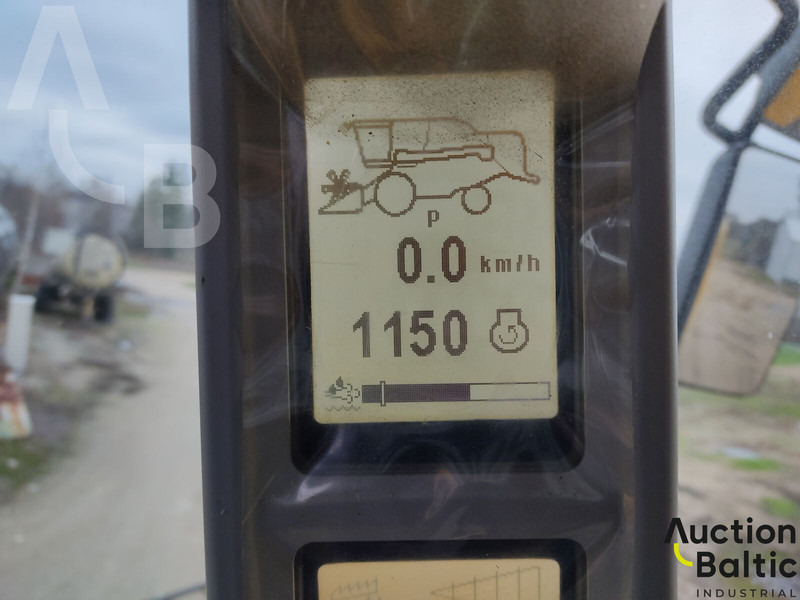 AB
P
0.0 km/h
1150
Auction
Baltic
INDUSTRIAL